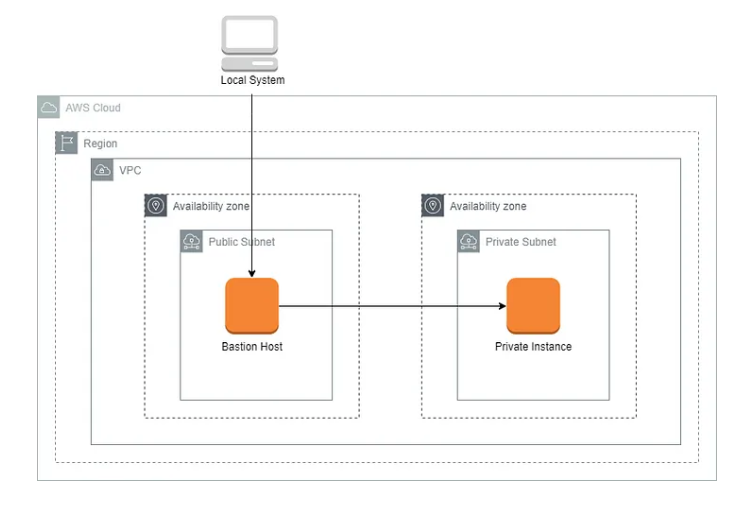 Local System
AWS Cloud
Region
VPC
Availability zone
Availability zone
Public Subnet
Private Subnet
Bastion Host
Private Instance